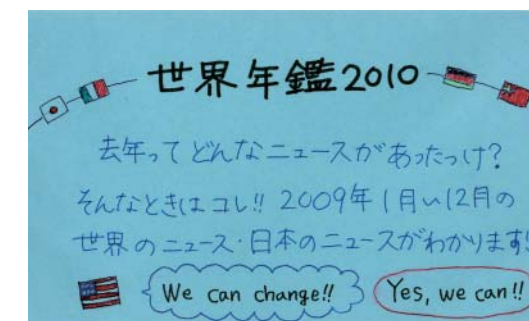 世界年鑑2010
去年ってどんなニュースがあったっけ?
そんなときはコレ!! 2009年1月~12月の
世界のニュース・日本のニュースがわかります!
We can change!!
Yes, we can!!